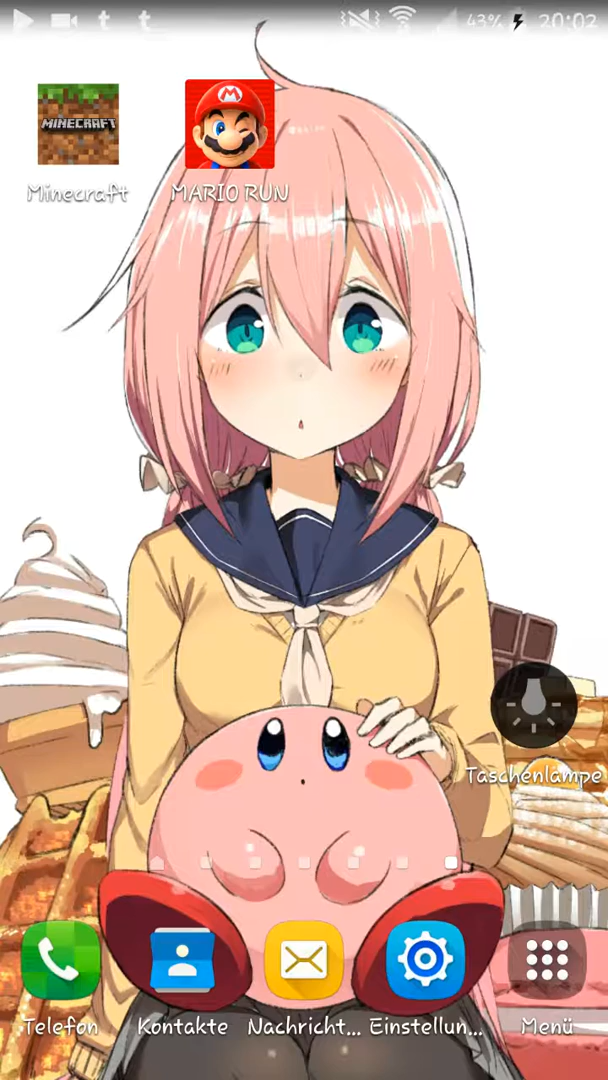 43% 20:02
MINECRAFT
M
Minecraft MARIO RUN
Taschenlampe
Telefon Kontakte Nachricht... Einstellun... Menü